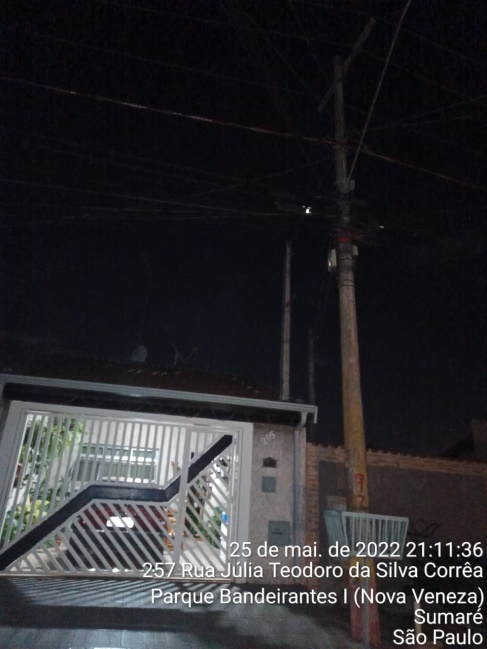 25 de mai. de 2022 21:11:36
257 Rua Júlia Teodoro da Silva Corrêa
Parque Bandeirantes I (Nova Veneza)
Sumaré
São Paulo